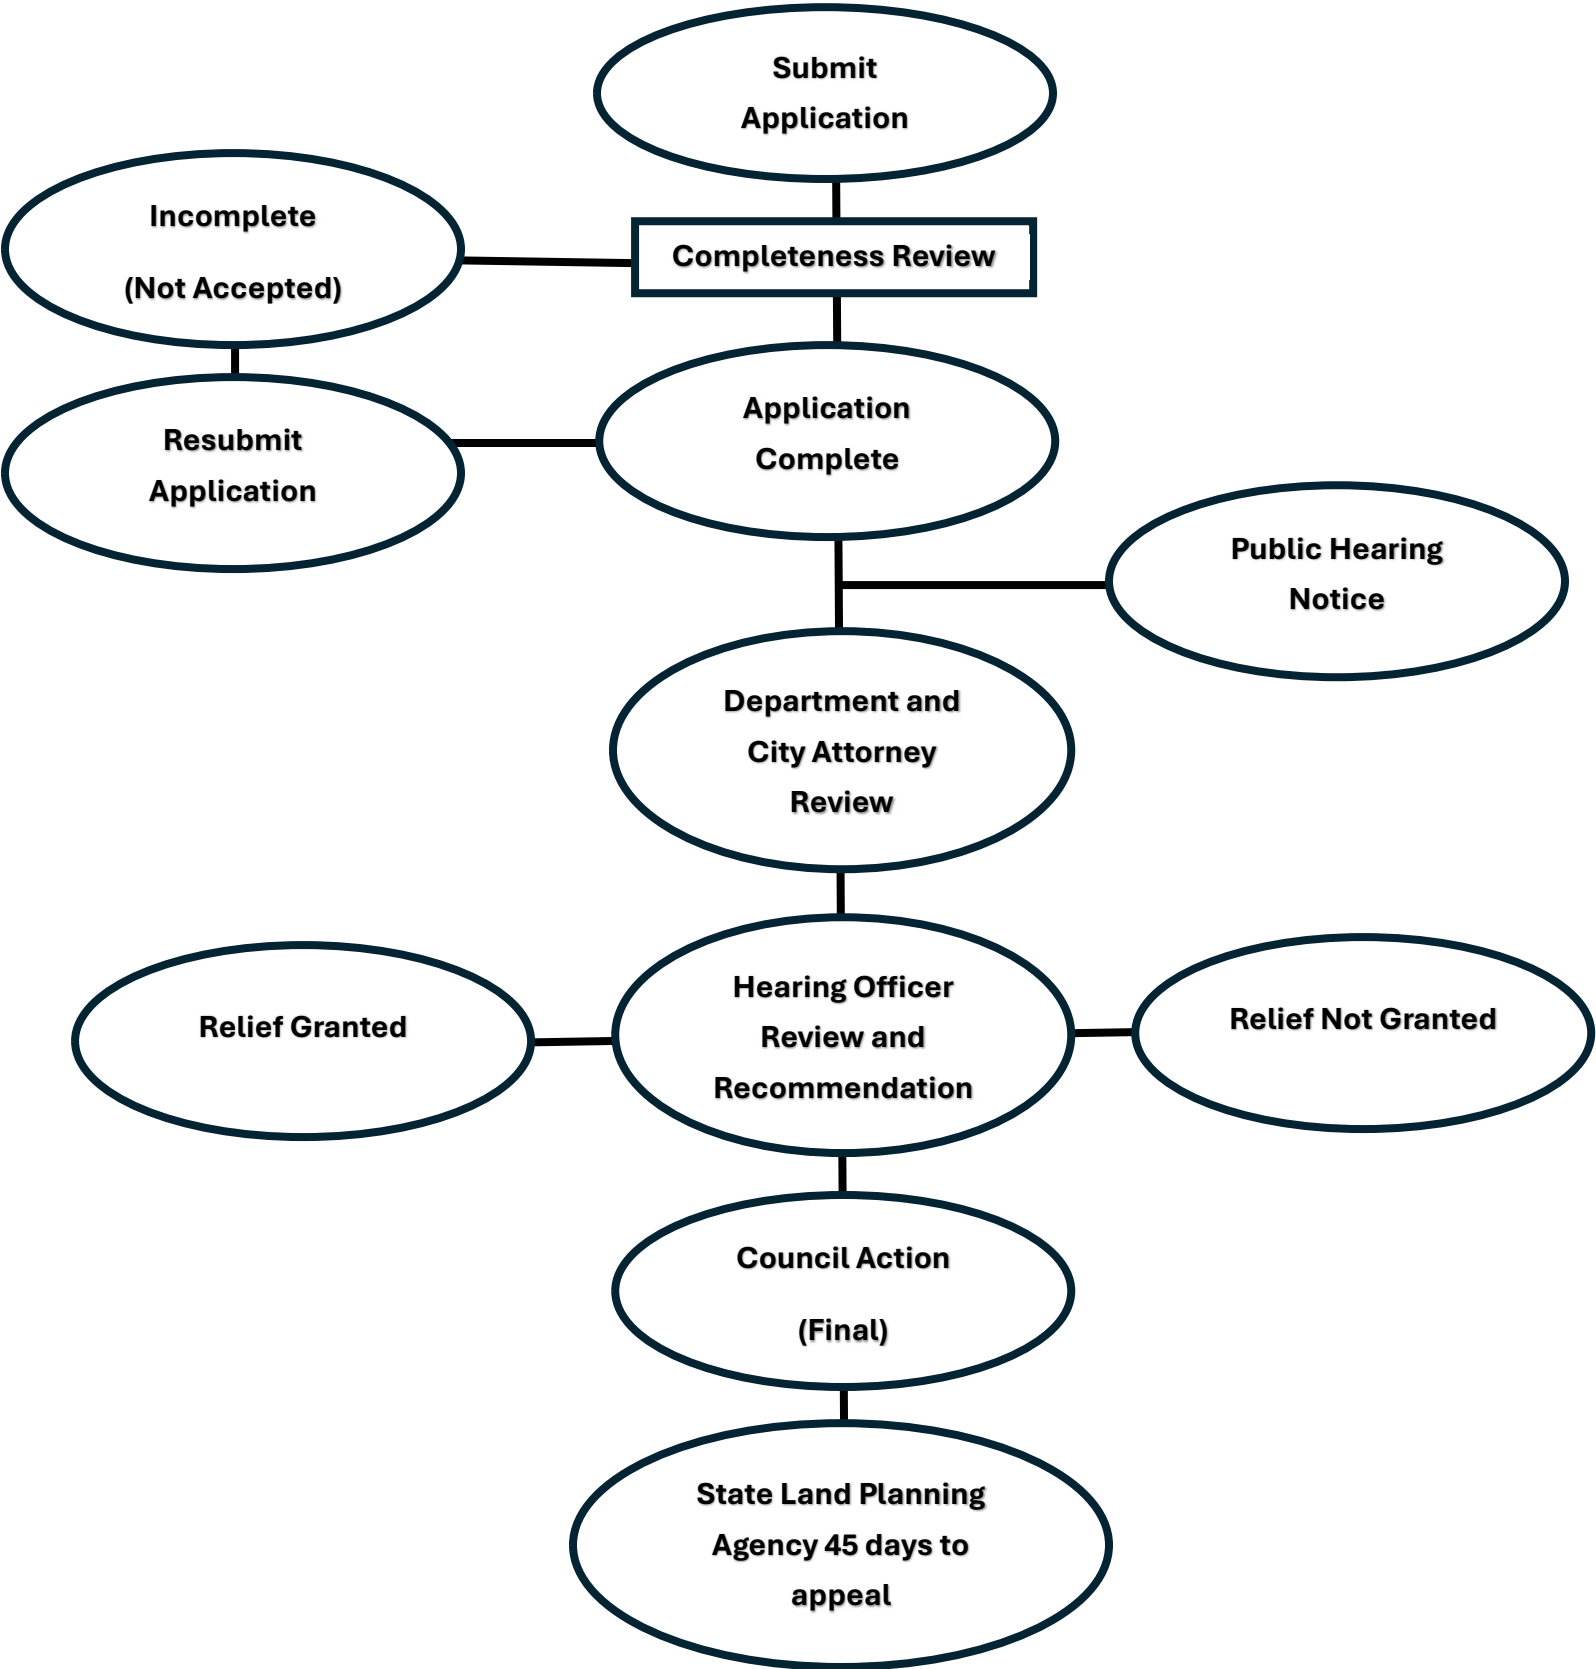 Submit
Application
Incomplete
(Not Accepted)
Completeness Review
Application
Complete
Resubmit
Application
Public Hearing
Notice
Department and
City Attorney
Review
Hearing Officer
Review and
Recommendation
Relief Granted
Relief Not Granted
Council Action
(Final)
State Land Planning
Agency 45 days to
appeal